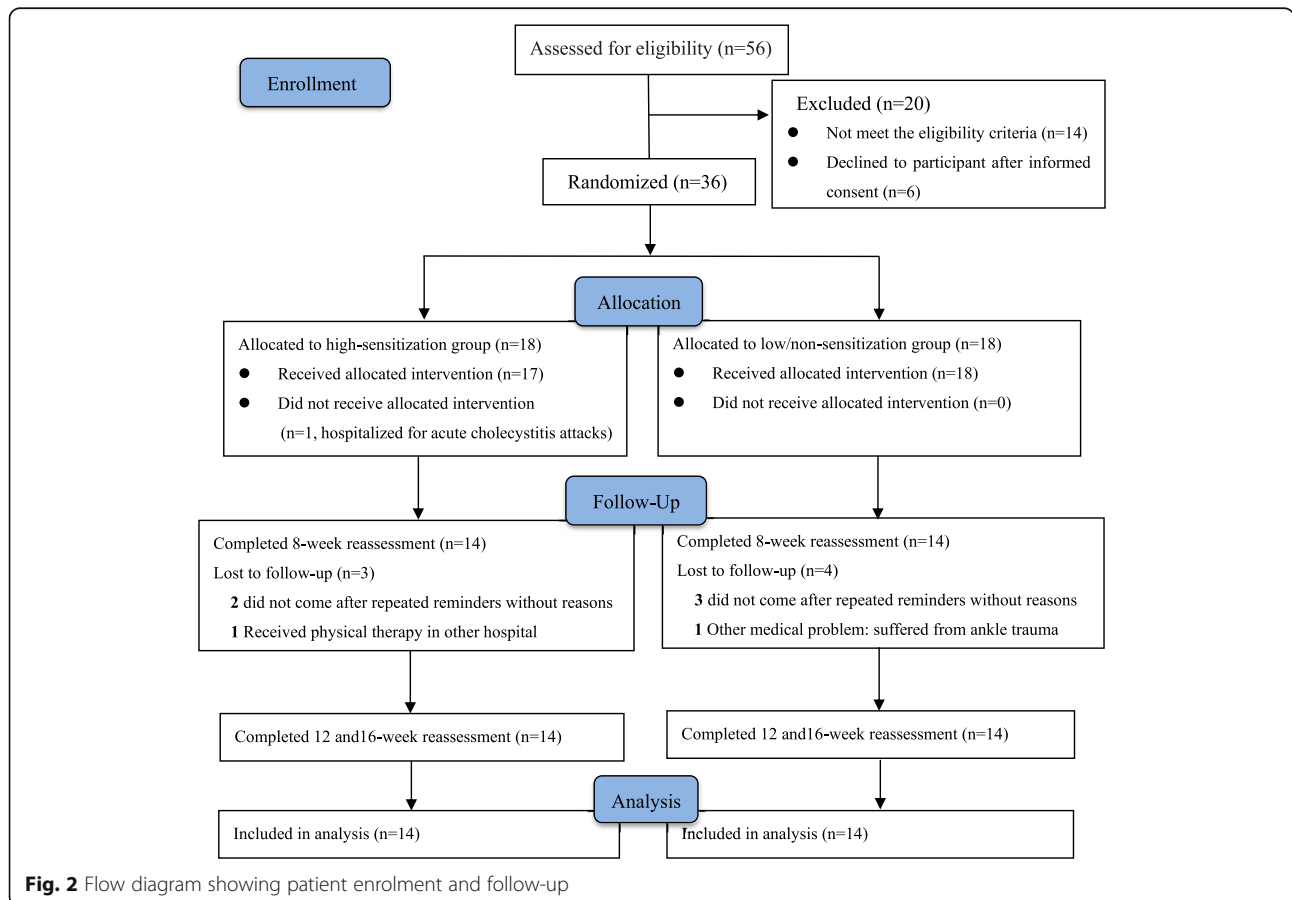 Assessed for eligibility (n=56)
Enrollment
Excluded (n=20)
● Not meet the eligibility criteria (n=14)
● Declined to participant after informed
consent (n=6)
Randomized (n=36)
Allocation
Allocated to high-sensitization group (n=18)
● Received allocated intervention (n=17)
● Did not receive allocated intervention
(n=1, hospitalized for acute cholecystitis attacks)
Allocated to low/non-sensitization group (n=18)
● Received allocated intervention (n=18)
● Did not receive allocated intervention (n=0)
Follow-Up
Completed 8-week reassessment (n=14)
Lost to follow-up (n=3)
2 did not come after repeated reminders without reasons
1 Received physical therapy in other hospital
Completed 8-week reassessment (n=14)
Lost to follow-up (n=4)
3 did not come after repeated reminders without reasons
1 Other medical problem: suffered from ankle trauma
Completed 12 and16-week reassessment (n=14)
Completed 12 and16-week reassessment (n=14)
Analysis
Included in analysis (n=14)
Included in analysis (n=14)
Fig. 2 Flow diagram showing patient enrolment and follow-up